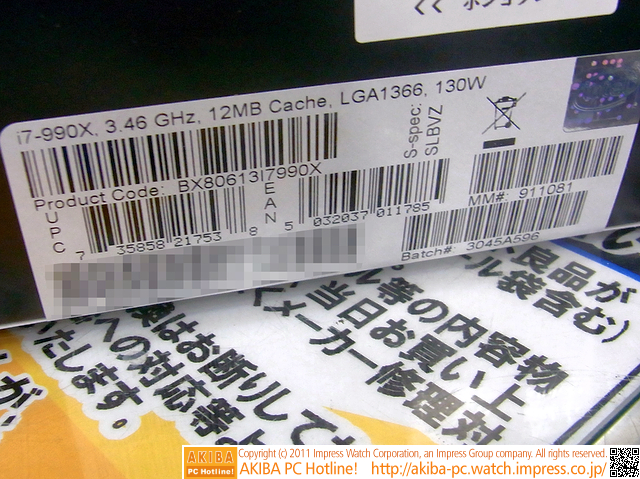 i7-990X, 3.46 GHz, 12MB Cache, LGA1366, 130W
S-spec:
SLBVZ
Product Code: BX80613I7990X
UPC
7 35858 21753 8
EAN
5 032037 011785
MM#: 911081
Batch#: 3045A596
良品が
ール袋含む)
ル等の内容物
当日お買い上
メーカー修理対
換はお断りして
への対応等
たします。
が、
AKIBA
PC Hotline!
Copyright (c) 2011 Impress Watch Corporation, an Impress Group company. All rights reserved.
AKIBA PC Hotline! http://akiba-pc.watch.impress.co.jp/